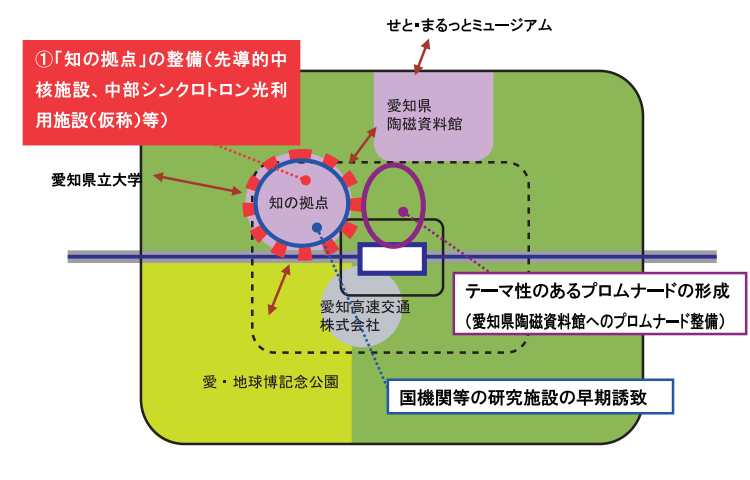 せと・まるっとミュージアム
①「知の拠点」の整備(先導的中
核施設、中部シンクロトロン光利
用施設(仮称)等)
愛知県
陶磁資料館
愛知県立大学
知の拠点
テーマ性のあるプロムナードの形成
(愛知県陶磁資料館へのプロムナード整備)
愛知高速交通
株式会社
愛・地球博記念公園
国機関等の研究施設の早期誘致